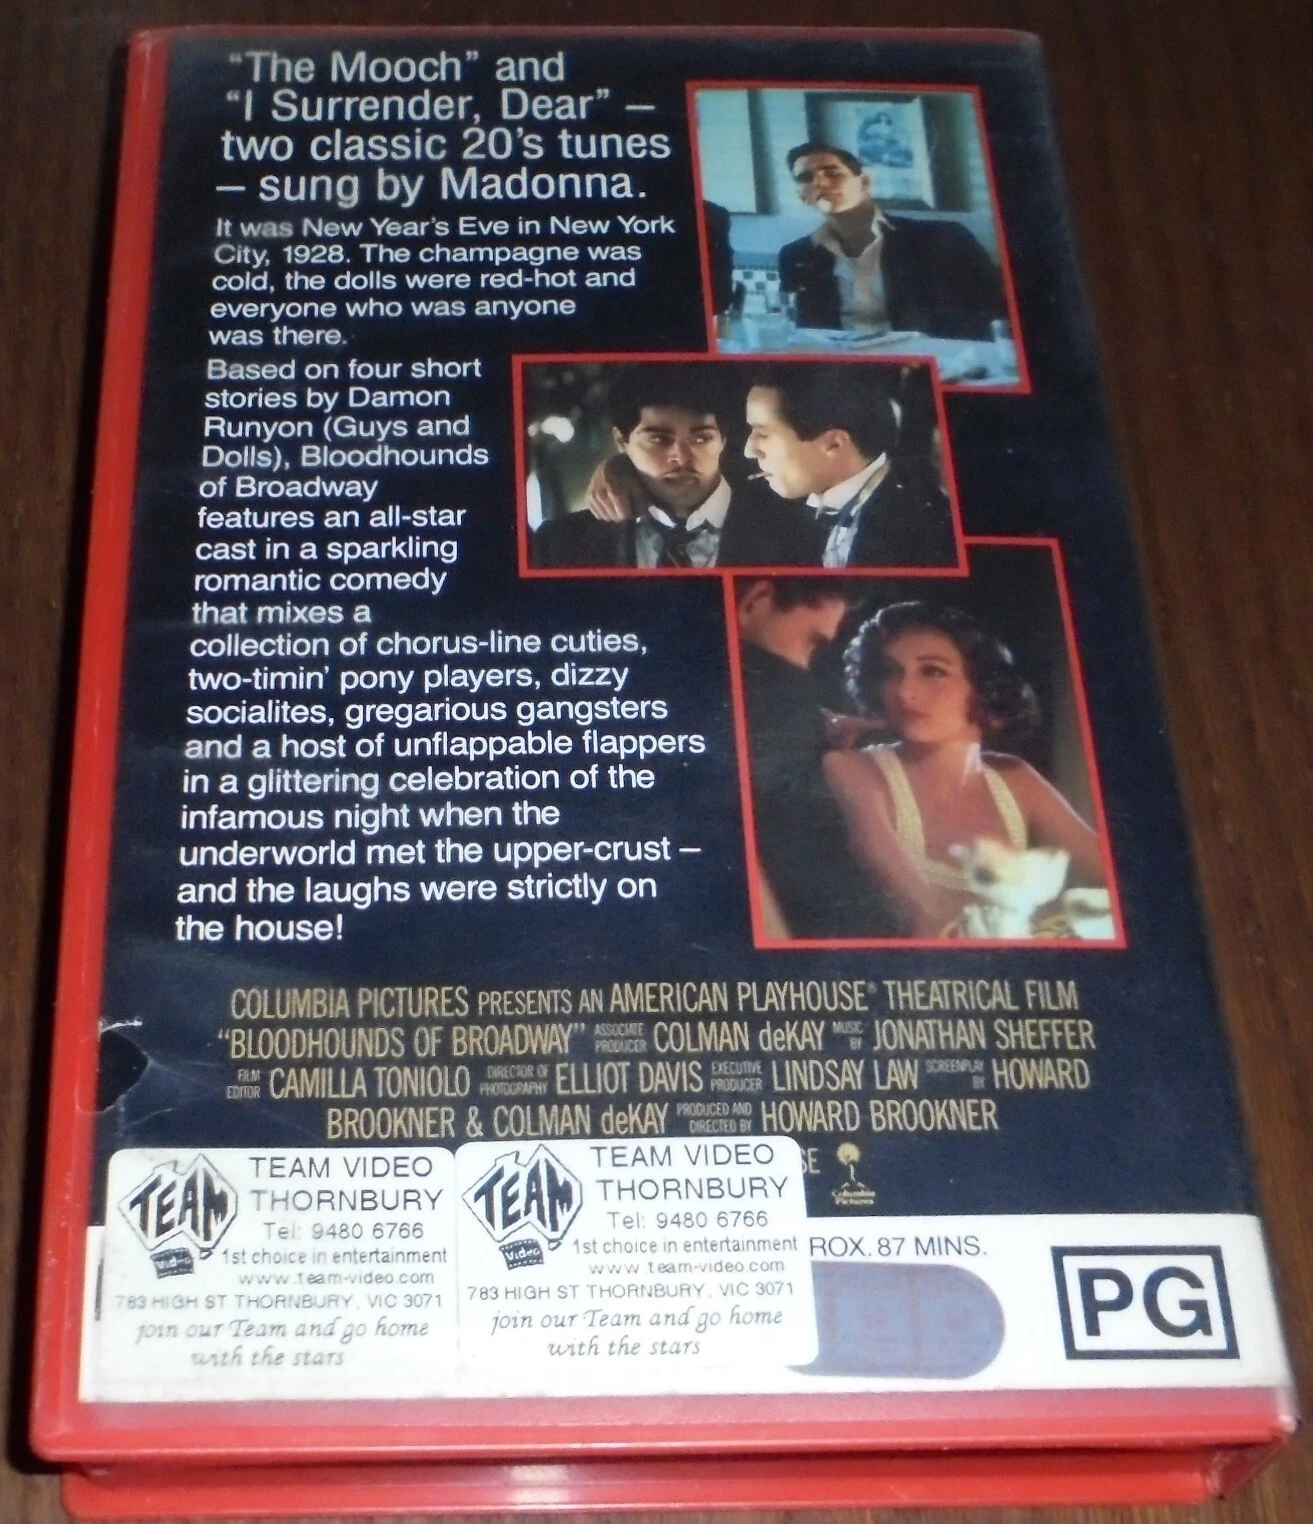 "The Mooch" and
"I Surrender, Dear" –
two classic 20's tunes
– sung by Madonna.
It was New Year's Eve in New York
City, 1928. The champagne was
cold, the dolls were red-hot and
everyone who was anyone
was there.
Based on four short
stories by Damon
Runyon (Guys and
Dolls), Bloodhounds
of Broadway
features an all-star
cast in a sparkling
romantic comedy
that mixes a
collection of chorus-line cuties,
two-timin' pony players, dizzy
socialites, gregarious gangsters
and a host of unflappable flappers
in a glittering celebration of the
infamous night when the
underworld met the upper-crust –
and the laughs were strictly on
the house!
COLUMBIA PICTURES PRESENTS AN AMERICAN PLAYHOUSE® THEATRICAL FILM
"BLOODHOUNDS OF BROADWAY" ASSOCIATE PRODUCER COLMAN deKAY MUSIC BY JONATHAN SHEFFER
FILM EDITOR CAMILLA TONIOLO DIRECTOR OF PHOTOGRAPHY ELLIOT DAVIS EXECUTIVE PRODUCER LINDSAY LAW SCREENPLAY BY HOWARD
BROOKNER & COLMAN deKAY PRODUCED AND DIRECTED BY HOWARD BROOKNER
SE
Columbia
Pictures
TEAM
Video
TEAM VIDEO
THORNBURY
Tel: 9480 6766
1st choice in entertainment
www.team-video.com
783 HIGH ST THORNBURY, VIC 3071
join our Team and go home
with the stars
TEAM
Video
TEAM VIDEO
THORNBURY
Tel: 9480 6766
1st choice in entertainment
www.team-video.com
783 HIGH ST THORNBURY, VIC 3071
join our Team and go home
with the stars
ROX. 87 MINS.
PG